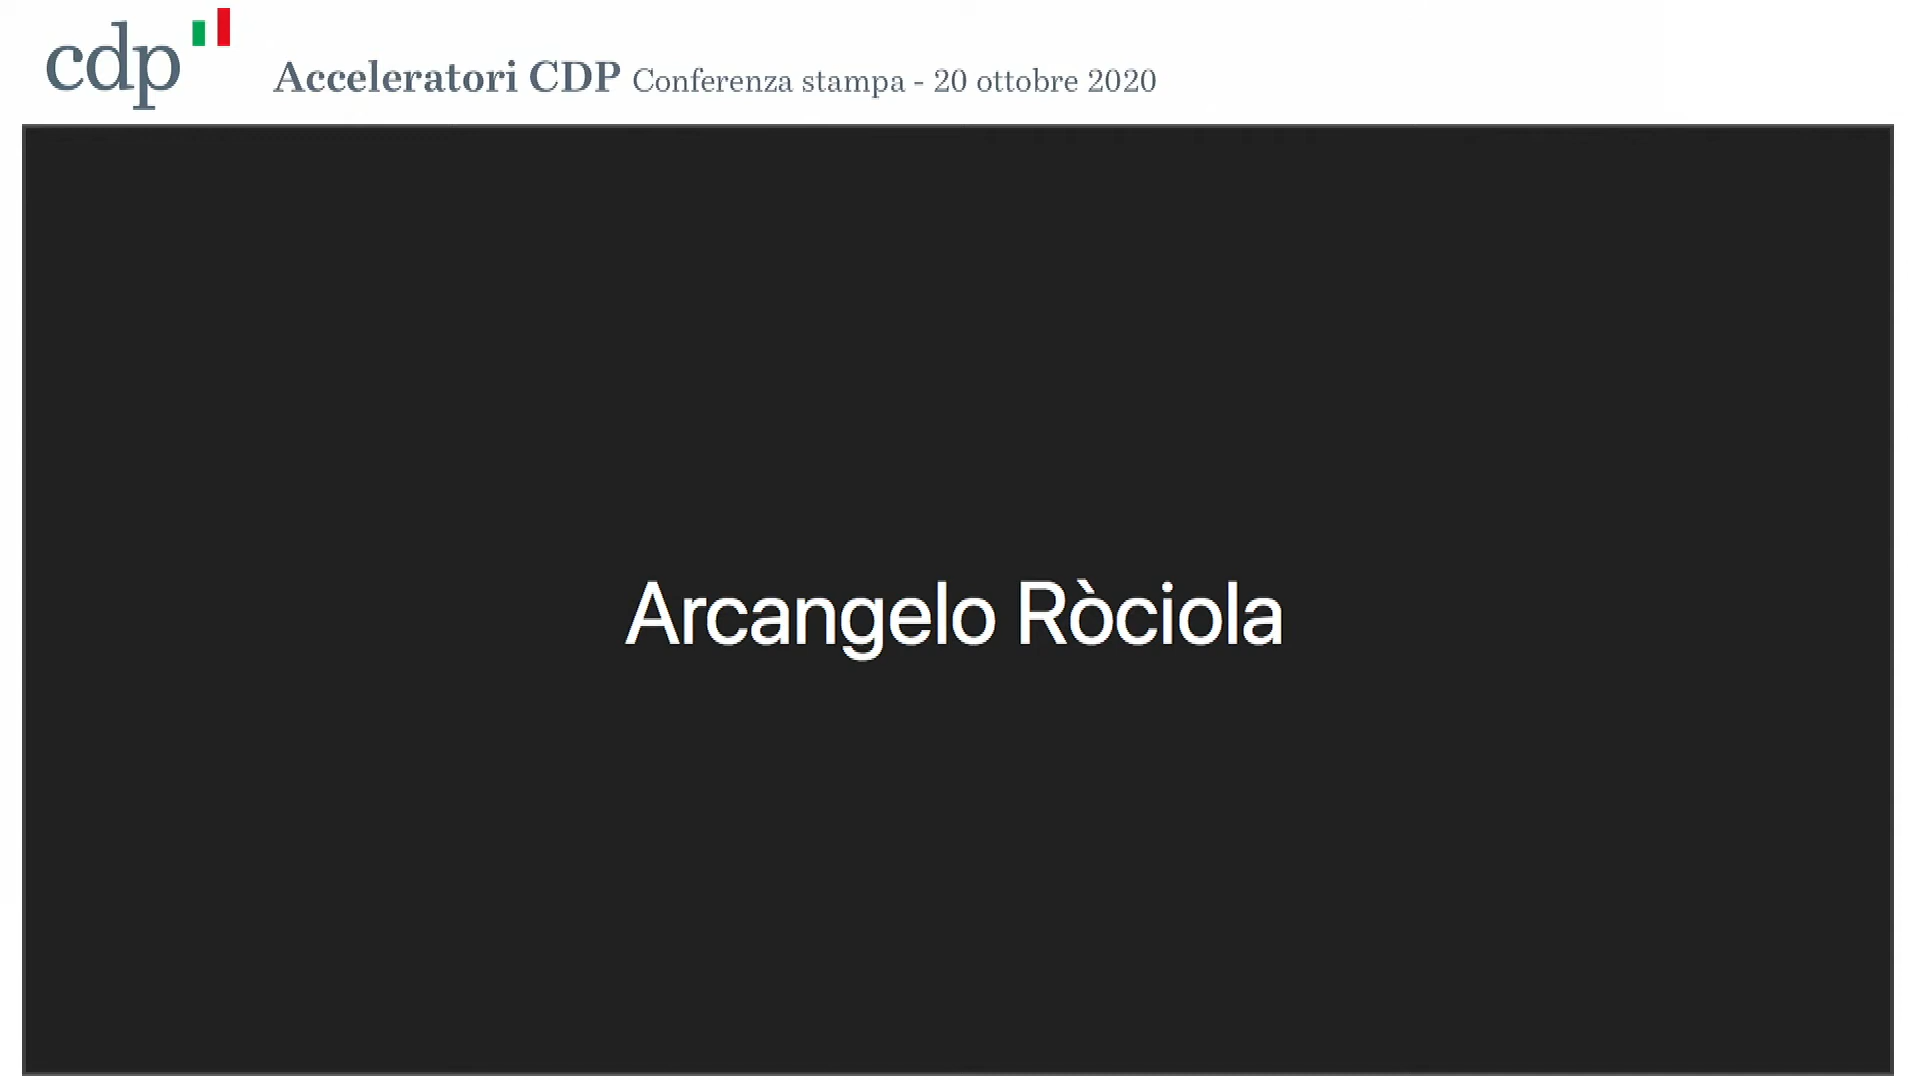 cdp
Acceleratori CDP Conferenza stampa - 20 ottobre 2020
Arcangelo Ròciola